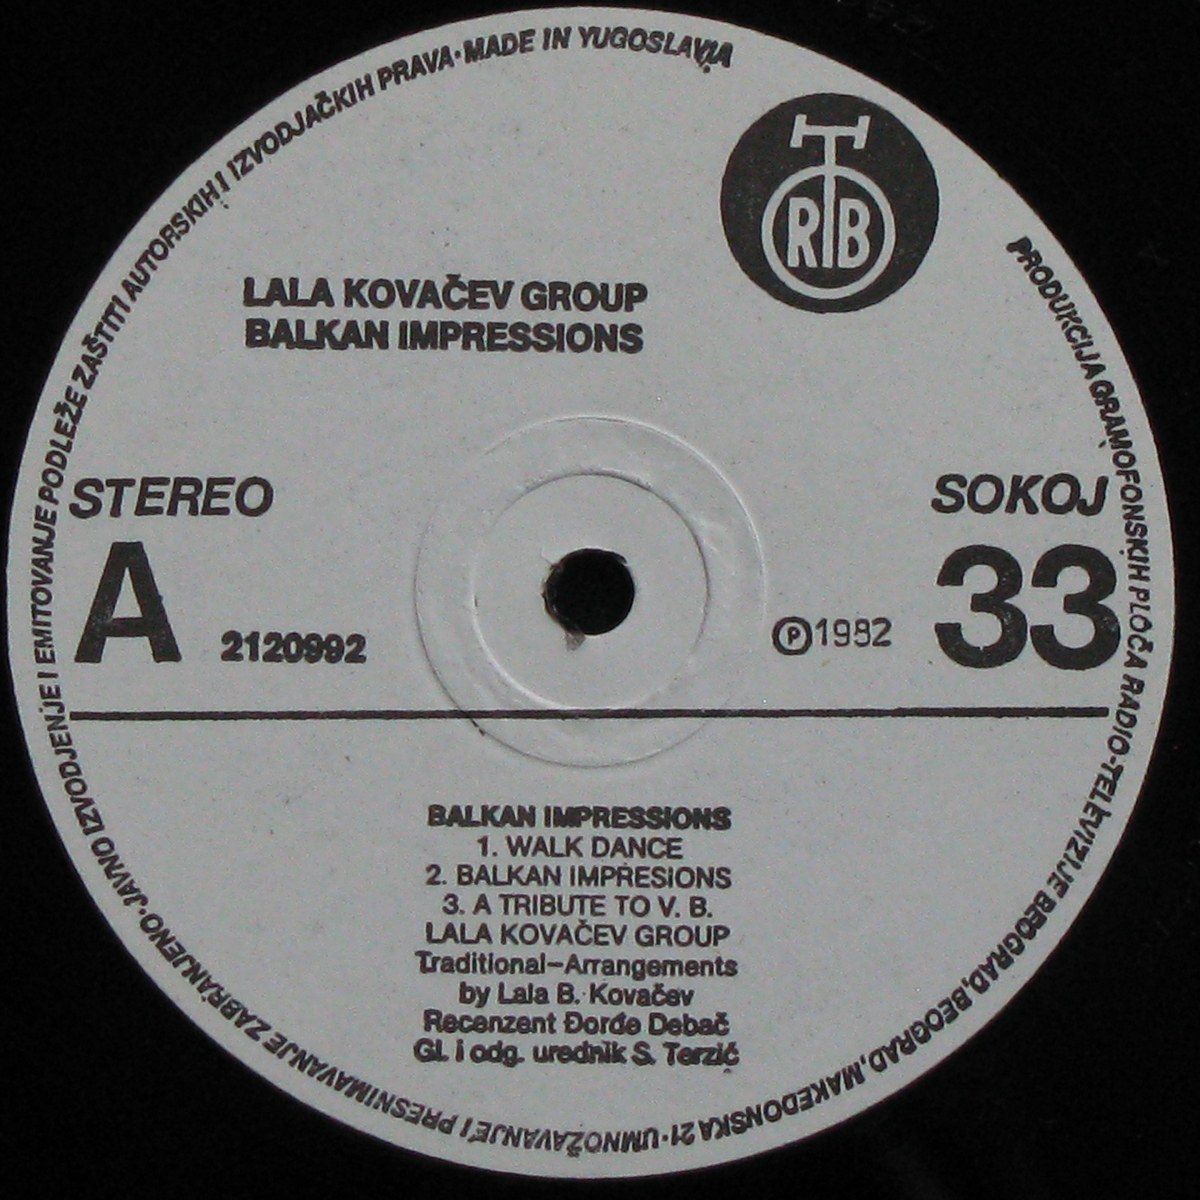 PRODUKCIJA GRAMOFONSKIH PLOČA RADIO-TELEVIZIJE BEOGRAD, BEOGRAD, MAKEDONSKA 21 · UMNOŽAVANJE I PRESNIMAVANJE ZABRANJENO · JAVNO IZVODJENJE I EMITOVANJE PODLEŽE ZAŠTITI AUTORSKIH I IZVODJAČKIH PRAVA · MADE IN YUGOSLAVIA
RTB
LALA KOVAČEV GROUP
BALKAN IMPRESSIONS
STEREO
SOKOJ
A
2120992
℗ 1982
33
BALKAN IMPRESSIONS
1. WALK DANCE
2. BALKAN IMPRESIONS
3. A TRIBUTE TO V. B.
LALA KOVAČEV GROUP
Traditional-Arrangements
by Lala B. Kovačev
Recenzent Đorđe Debač
Gl. i odg. urednik S. Terzić